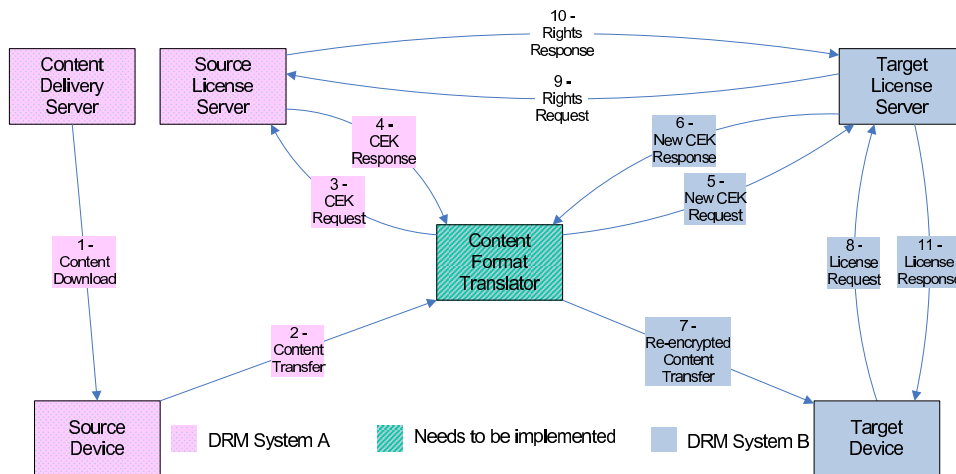 10 -
Rights
Response
Content
Delivery
Server
Source
License
Server
Target
License
Server
9 -
Rights
Request
4 -
CEK
Response
6 -
New CEK
Response
3 -
CEK
Request
5 -
New CEK
Request
1 -
Content
Download
Content
Format
Translator
8 -
License
Request
11 -
License
Response
2 -
Content
Transfer
7 -
Re-encrypted
Content
Transfer
Source
Device
DRM System A
Needs to be implemented
DRM System B
Target
Device